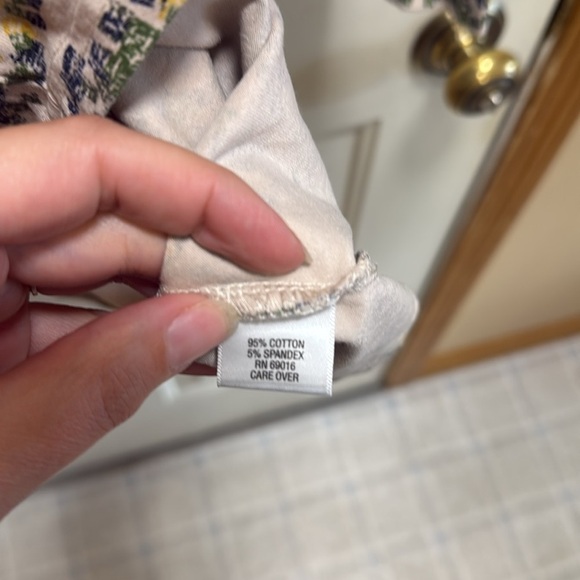 95% COTTON
5% SPANDEX
RN 69016
CARE OVER